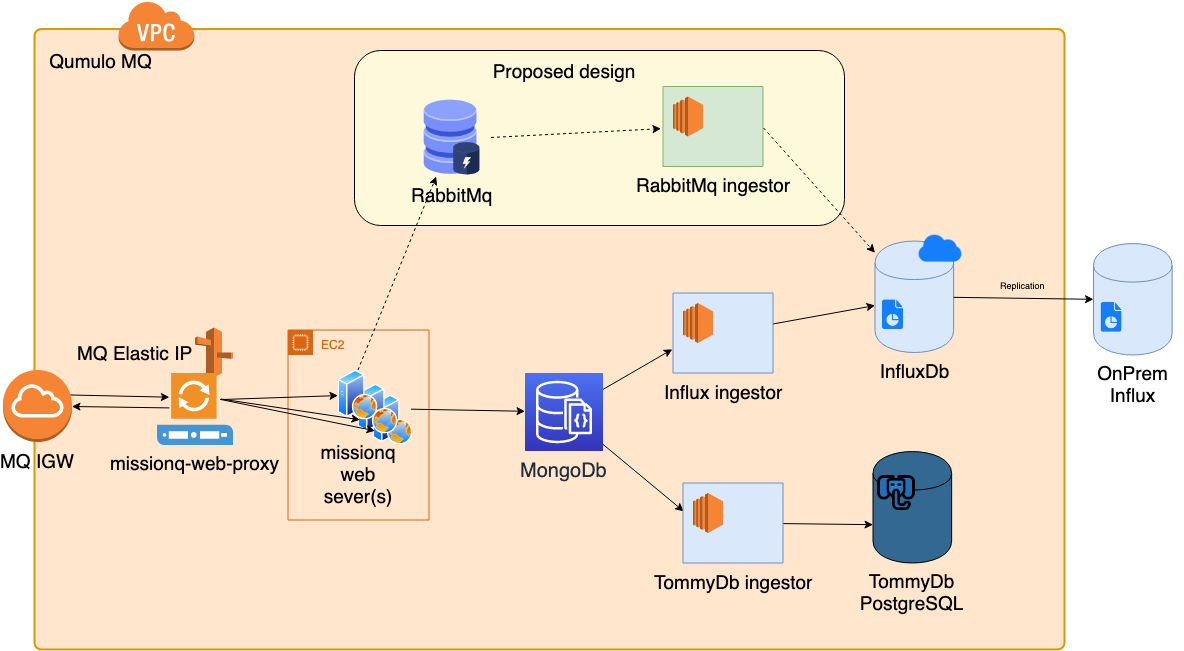 VPC
Qumulo MQ
Proposed design
RabbitMq
RabbitMq ingestor
MQ Elastic IP
EC2
MQ IGW
missionq-web-proxy
missionq
web
sever(s)
MongoDb
Influx ingestor
InfluxDb
Replication
OnPrem
Influx
TommyDb ingestor
TommyDb
PostgreSQL